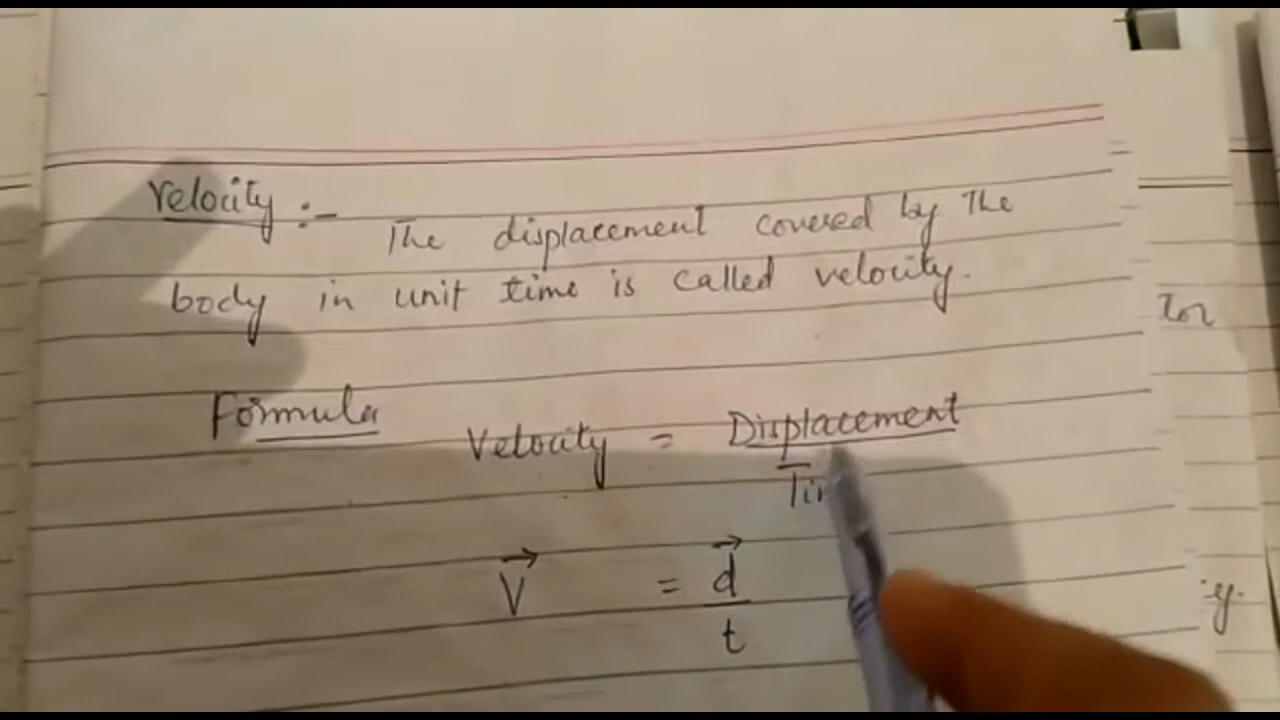 Velocity :- The displacement covered by the
body in unit time is called velocity.
Formula
Velocity = Displacement
V⃗ = d⃗
t